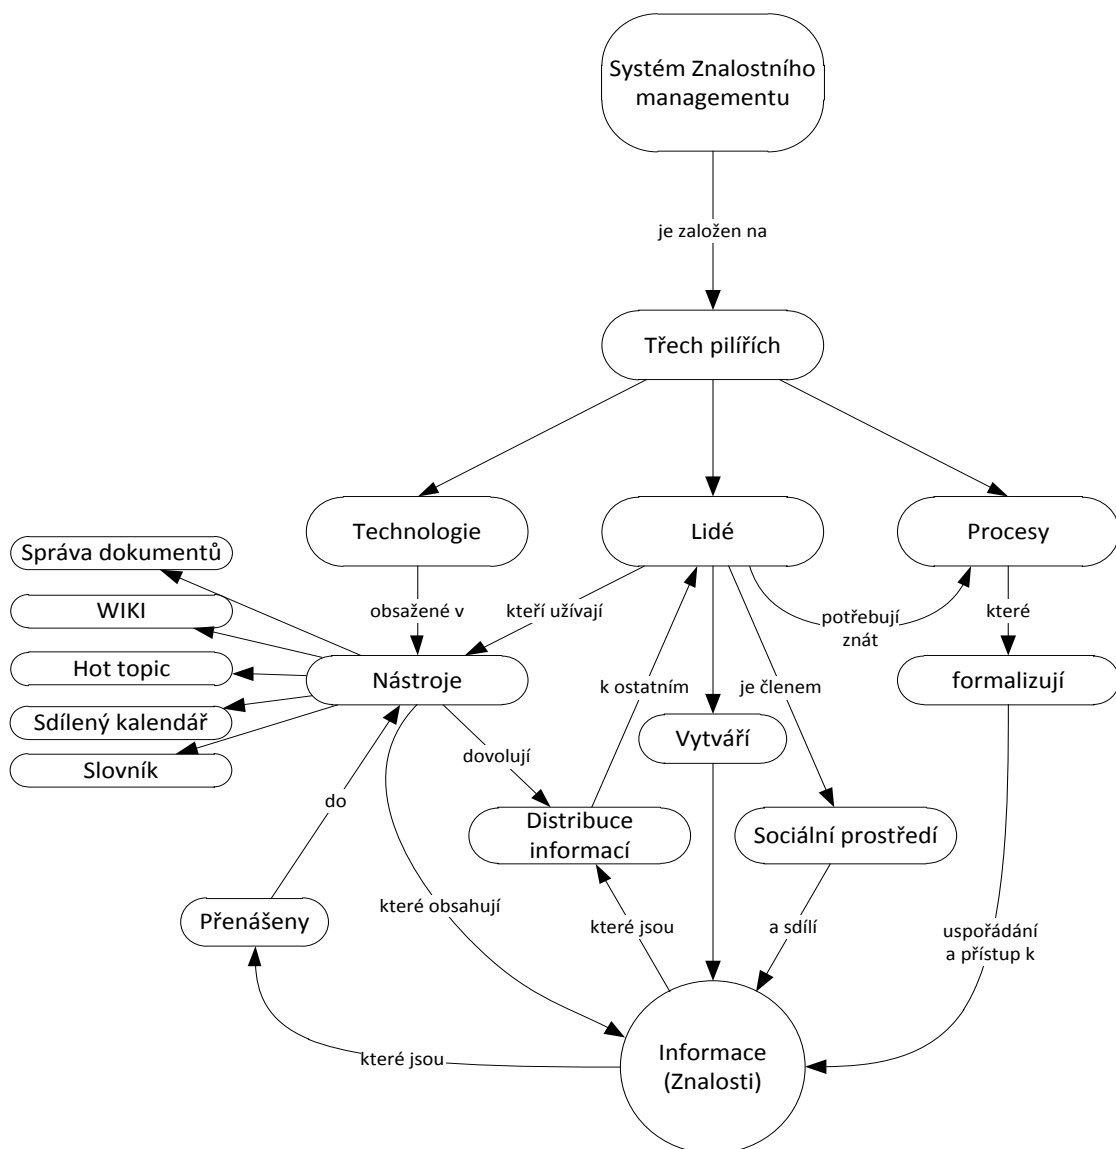 Systém Znalostního
managementu
je založen na
Třech pilířích
Technologie
Lidé
Procesy
Správa dokumentů
WIKI
Hot topic
Sdílený kalendář
Slovník
obsažené v
kteří užívají
potřebují
znát
které
Nástroje
k ostatním
je členem
formalizují
Vytváří
dovolují
do
Distribuce
informací
Sociální prostředí
Přenášeny
které obsahují
které jsou
a sdílí
uspořádání
a přístup k
které jsou
Informace
(Znalosti)